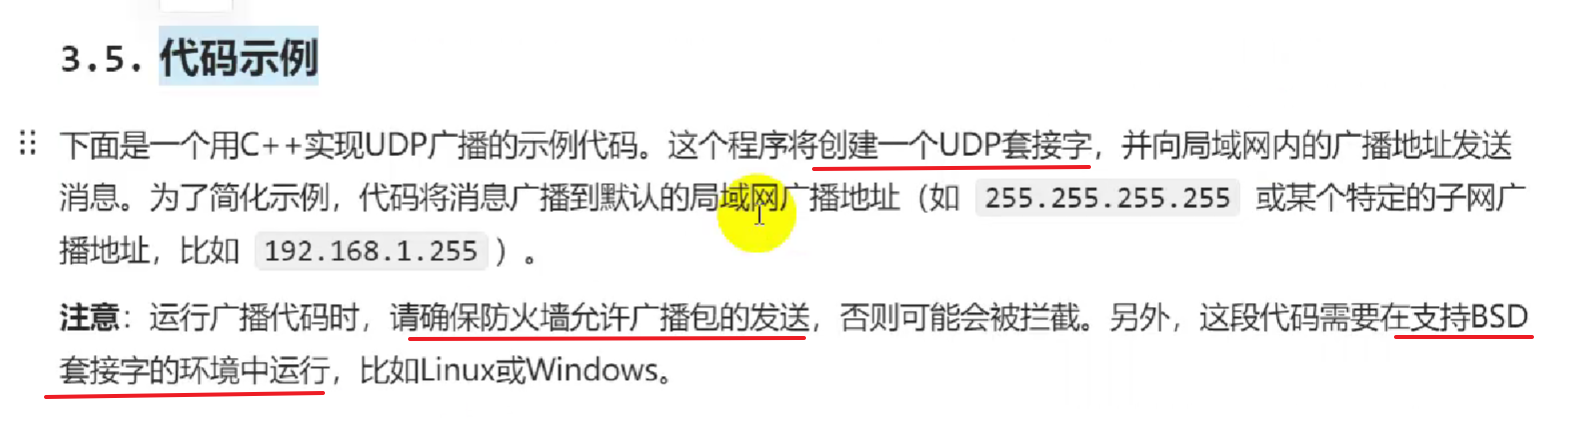 3.5. 代码示例
下面是一个用C++实现UDP广播的示例代码。这个程序将创建一个UDP套接字，并向局域网内的广播地址发送
消息。为了简化示例，代码将消息广播到默认的局域网广播地址（如 255.255.255.255 或某个特定的子网广
播地址，比如 192.168.1.255 ）。
注意：运行广播代码时，请确保防火墙允许广播包的发送，否则可能会被拦截。另外，这段代码需要在支持BSD
套接字的环境中运行，比如Linux或Windows。